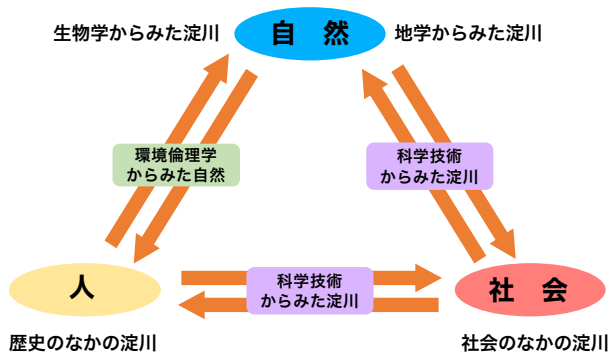 生物学からみた淀川
自　然
地学からみた淀川
環境倫理学
からみた自然
科学技術
からみた淀川
人
科学技術
からみた淀川
社　会
歴史のなかの淀川
社会のなかの淀川